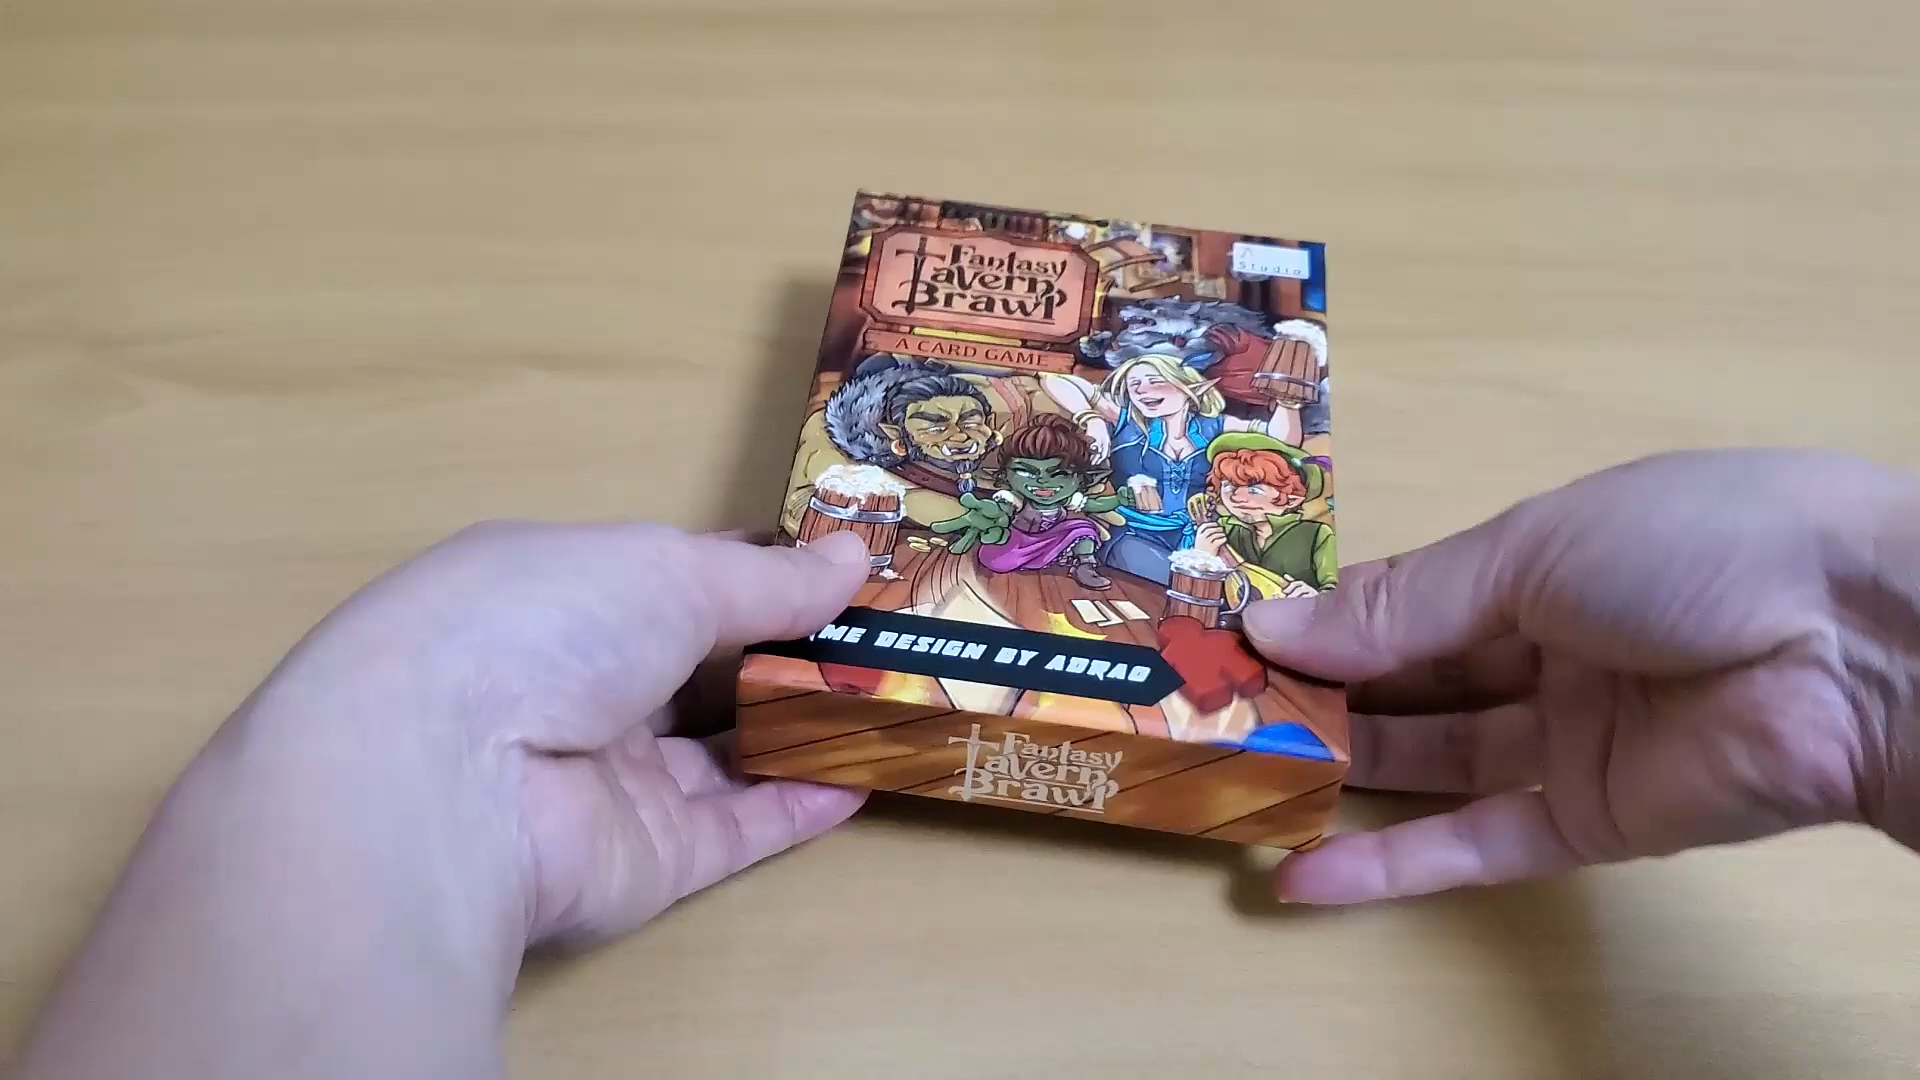 Fantasy
Tavern
Brawl
A CARD GAME
Studio
ME DESIGN BY ADRAO
Fantasy
Tavern
Brawl